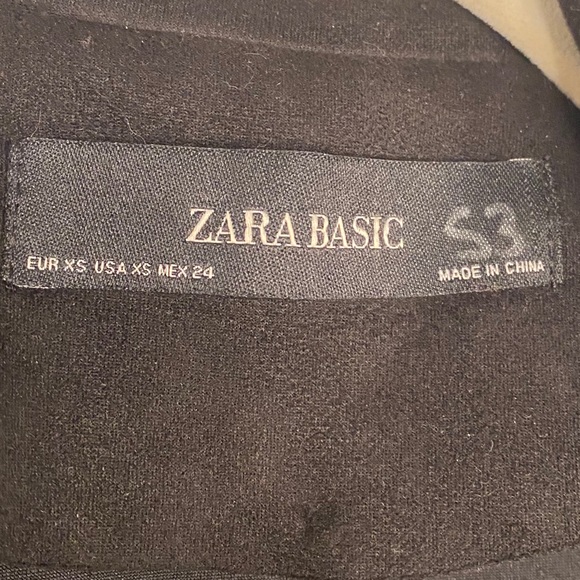 ZARA BASIC
S3
EUR XS USA XS MEX 24
MADE IN CHINA